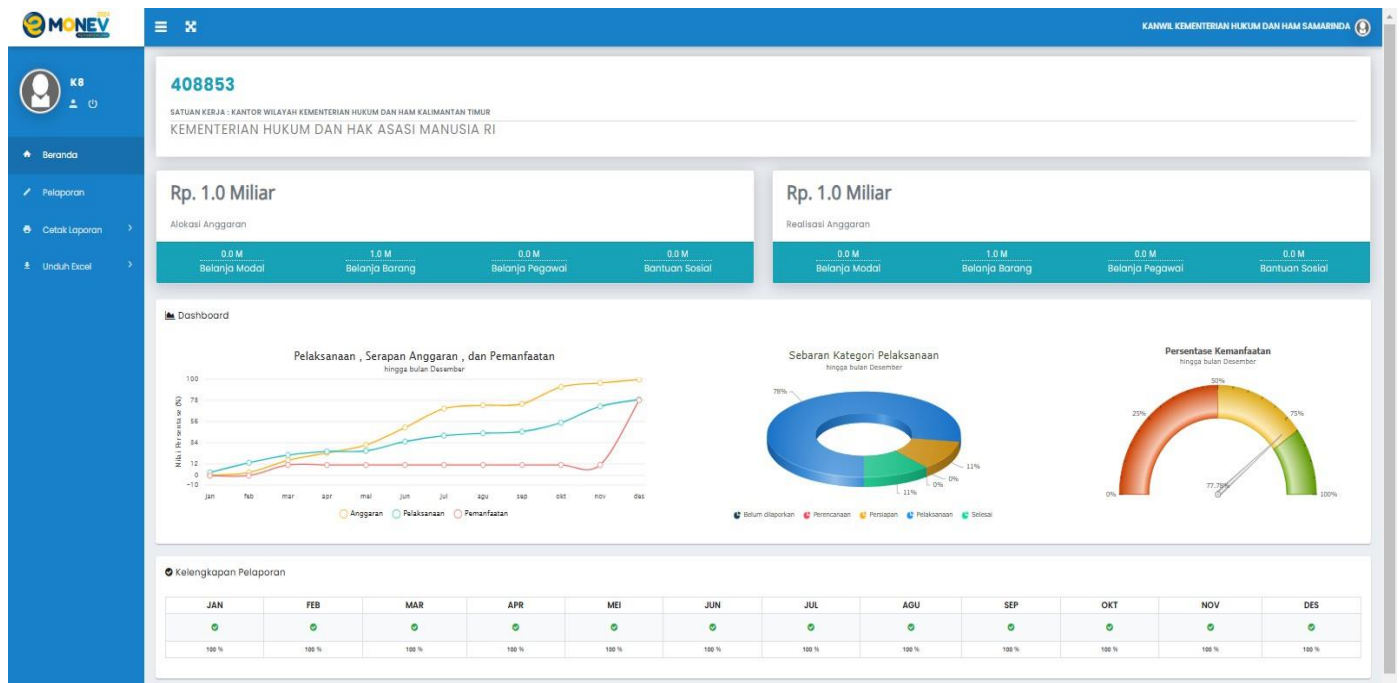 eMONEV
2024
KANWIL KEMENTERIAN HUKUM DAN HAM SAMARINDA
K8
Beranda
Pelaporan
Cetak Laporan
Unduh Excel
408853
SATUAN KERJA : KANTOR WILAYAH KEMENTERIAN HUKUM DAN HAM KALIMANTAN TIMUR
KEMENTERIAN HUKUM DAN HAK ASASI MANUSIA RI
Rp. 1.0 Miliar
Alokasi Anggaran
0.0 M 1.0 M 0.0 M 0.0 M
Belanja Modal Belanja Barang Belanja Pegawai Bantuan Sosial
Rp. 1.0 Miliar
Realisasi Anggaran
0.0 M 1.0 M 0.0 M 0.0 M
Belanja Modal Belanja Barang Belanja Pegawai Bantuan Sosial
Dashboard
Pelaksanaan , Serapan Anggaran , dan Pemanfaatan
hingga bulan Desember
Nilai Persentase (%)
100
78
56
34
12
0
-10
jan feb mar apr mei jun jul agu sep okt nov des
Anggaran Pelaksanaan Pemanfaatan
Sebaran Kategori Pelaksanaan
hingga bulan Desember
78%
11%
0%
0%
11%
Belum dilaporkan Perencanaan Persiapan Pelaksanaan Selesai
Persentase Kemanfaatan
hingga bulan Desember
50%
25% 75%
77.78%
0% 100%
Kelengkapan Pelaporan
JAN FEB MAR APR MEI JUN JUL AGU SEP OKT NOV DES
100 % 100 % 100 % 100 % 100 % 100 % 100 % 100 % 100 % 100 % 100 % 100 %